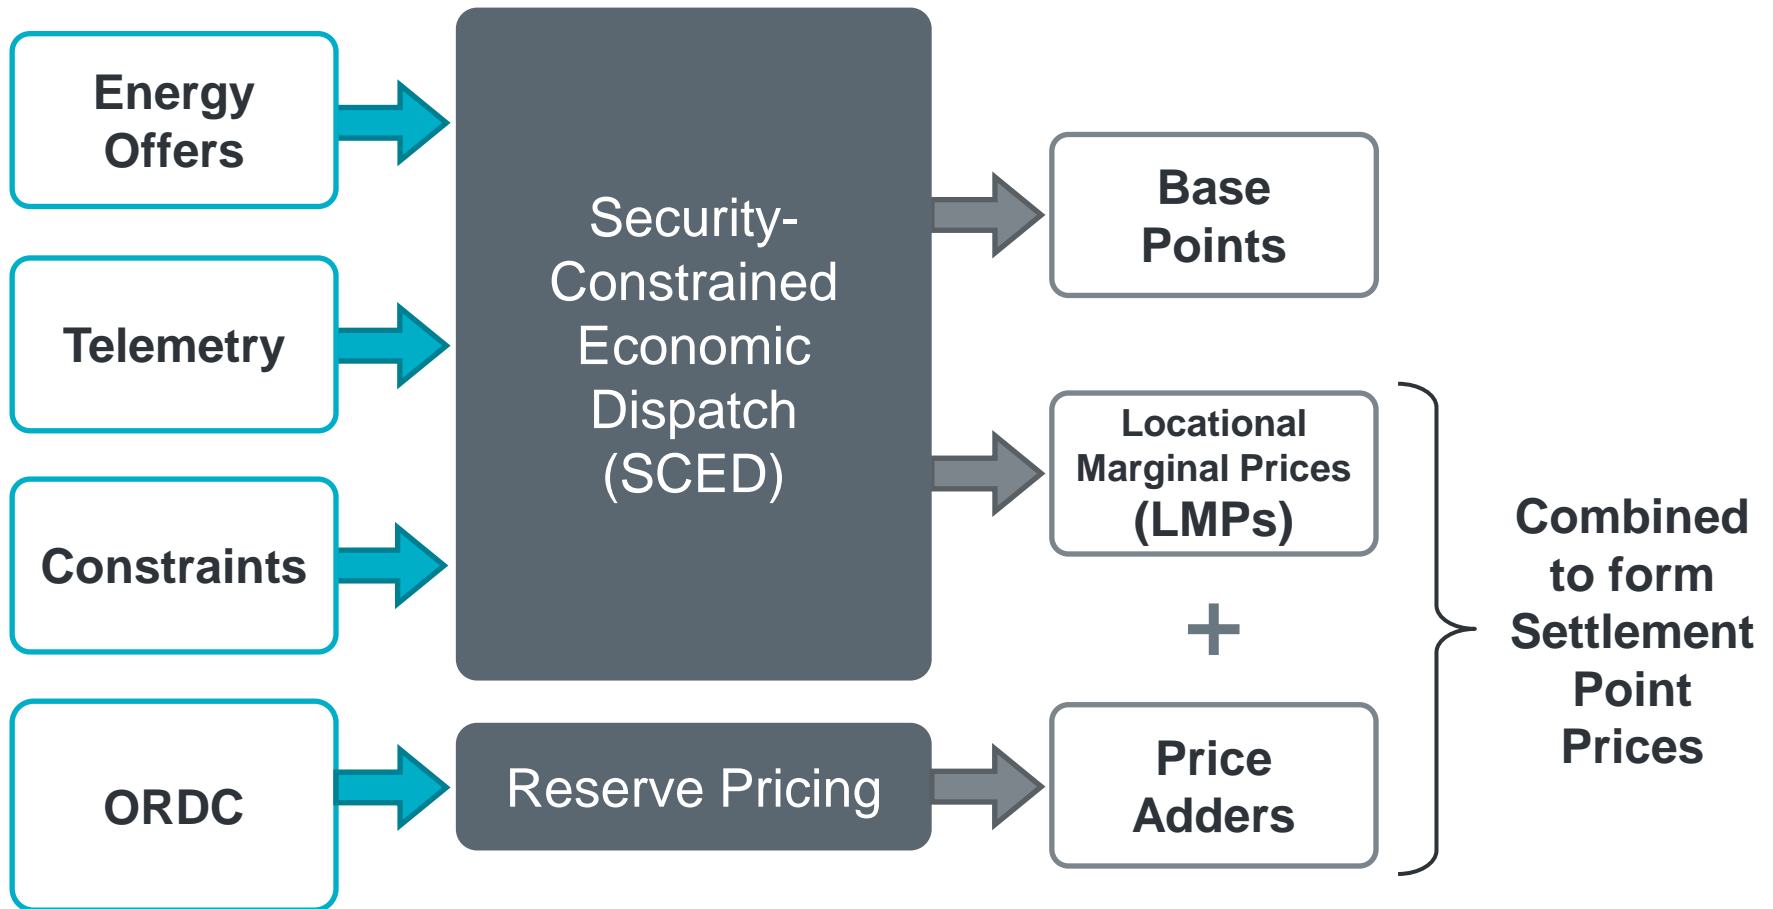 Energy
Offers
Telemetry
Constraints
ORDC
Security-
Constrained
Economic
Dispatch
(SCED)
Reserve Pricing
Base
Points
Locational
Marginal Prices
(LMPs)
+
Price
Adders
Combined
to form
Settlement
Point
Prices